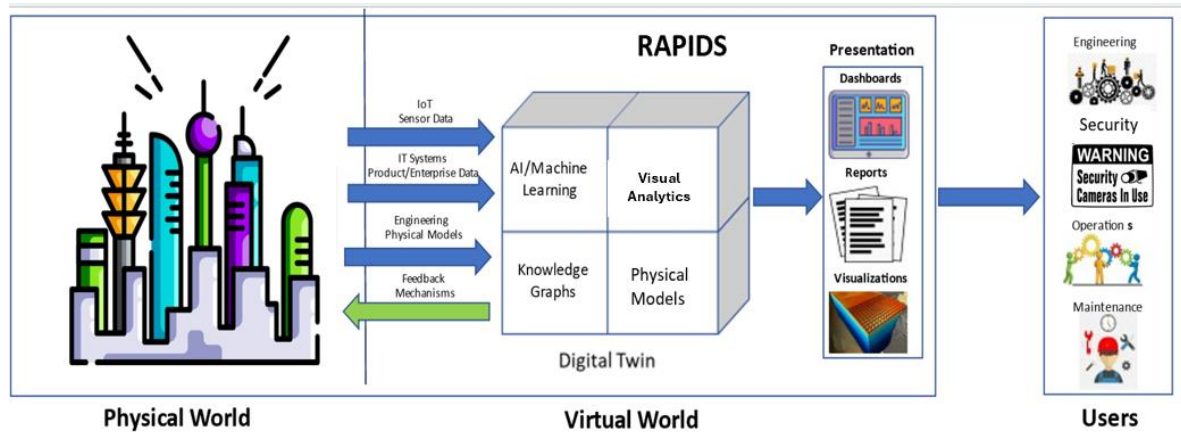 RAPIDS
IoT
Sensor Data
IT Systems
Product/Enterprise Data
Engineering
Physical Models
Feedback
Mechanisms
AI/Machine
Learning
Visual
Analytics
Knowledge
Graphs
Physical
Models
Digital Twin
Presentation
Dashboards
Reports
Visualizations
Engineering
Security
WARNING
Security
Cameras In Use
Operation s
Maintenance
Physical World
Virtual World
Users